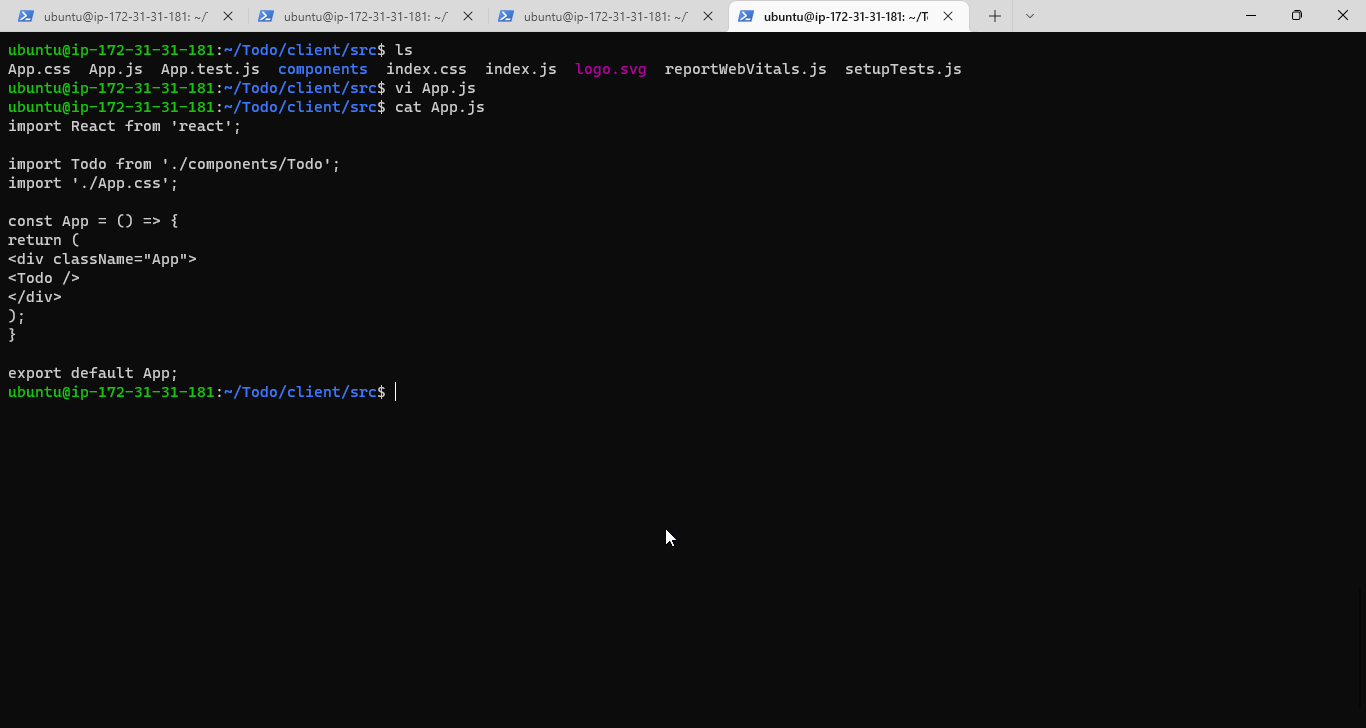 ubuntu@ip-172-31-31-181: ~/
ubuntu@ip-172-31-31-181: ~/
ubuntu@ip-172-31-31-181: ~/
ubuntu@ip-172-31-31-181: ~/T
ubuntu@ip-172-31-31-181:~/Todo/client/src$ ls
App.css  App.js  App.test.js  components  index.css  index.js  logo.svg  reportWebVitals.js  setupTests.js
ubuntu@ip-172-31-31-181:~/Todo/client/src$ vi App.js
ubuntu@ip-172-31-31-181:~/Todo/client/src$ cat App.js
import React from 'react';
import Todo from './components/Todo';
import './App.css';
const App = () => {
return (
<div className="App">
<Todo />
</div>
);
}
export default App;
ubuntu@ip-172-31-31-181:~/Todo/client/src$